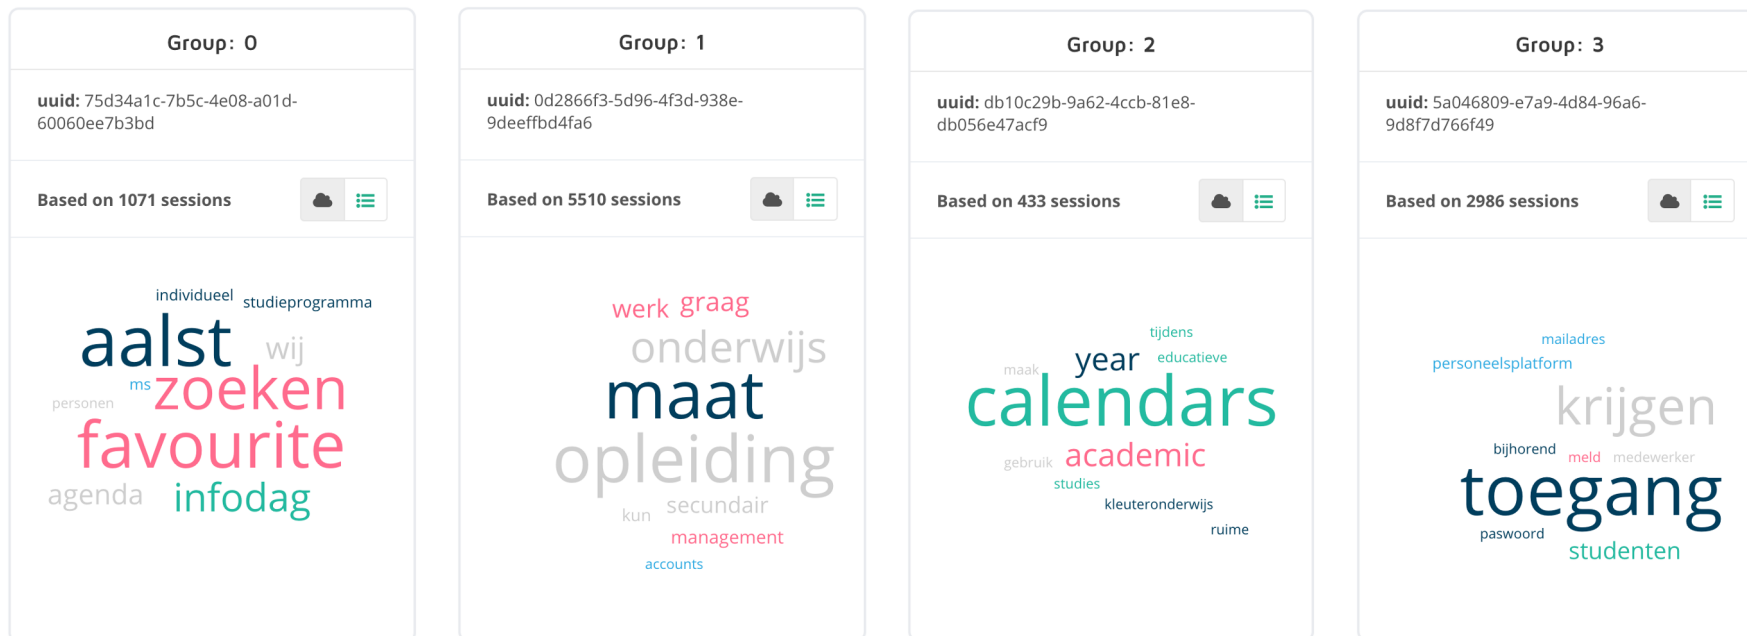 Group: 0
uuid: 75d34a1c-7b5c-4e08-a01d-
60060ee7b3bd
Based on 1071 sessions
individueel
studieprogramma
aalst
wij
ms
zoeken
personen
favourite
agenda
infodag
Group: 1
uuid: 0d2866f3-5d96-4f3d-938e-
9deeffbd4fa6
Based on 5510 sessions
werk
graag
onderwijs
maat
opleiding
kun
secundair
management
accounts
Group: 2
uuid: db10c29b-9a62-4ccb-81e8-
db056e47acf9
Based on 433 sessions
tijdens
year
educatieve
maak
calendars
gebruik
academic
studies
kleuteronderwijs
ruime
Group: 3
uuid: 5a046809-e7a9-4d84-96a6-
9d8f7d766f49
Based on 2986 sessions
mailadres
personeelsplatform
krijgen
bijhorend
meld
medewerker
toegang
paswoord
studenten